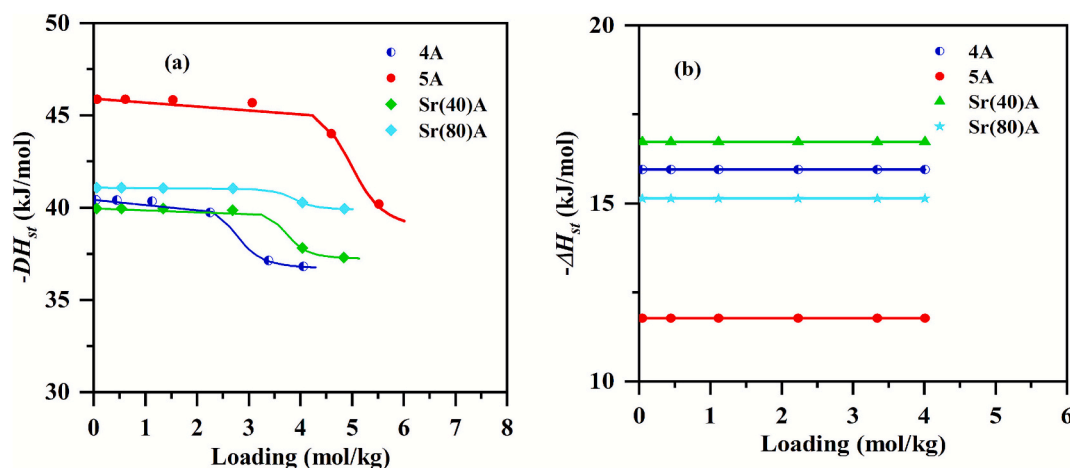 (a)
4A
5A
Sr(40)A
Sr(80)A
50
45
40
35
30
-DH_st (kJ/mol)
0 1 2 3 4 5 6 7 8
Loading (mol/kg)
(b)
4A
5A
Sr(40)A
Sr(80)A
20
15
10
-ΔH_st (kJ/mol)
0 1 2 3 4 5 6
Loading (mol/kg)